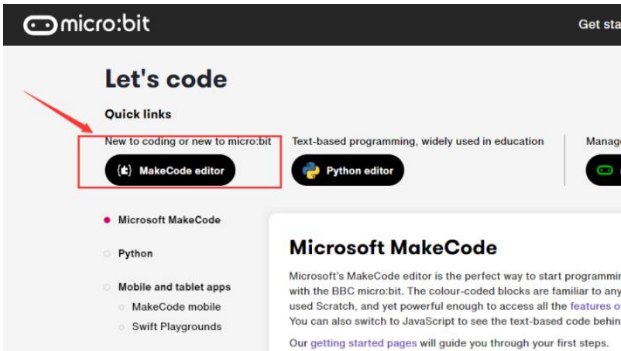 micro:bit
Get sta
Let's code
Quick links
New to coding or new to micro:bit
Text-based programming, widely used in education
Manag
MakeCode editor
Python editor
Microsoft MakeCode
Python
Mobile and tablet apps
MakeCode mobile
Swift Playgrounds
Microsoft MakeCode
Microsoft's MakeCode editor is the perfect way to start programmi
with the BBC micro:bit. The colour-coded blocks are familiar to any
used Scratch, and yet powerful enough to access all the features o
You can also switch to JavaScript to see the text-based code behin
Our getting started pages will guide you through your first steps.